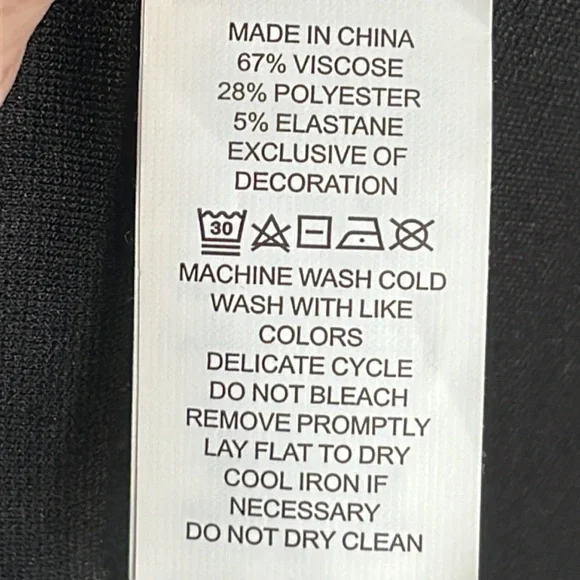 MADE IN CHINA
67% VISCOSE
28% POLYESTER
5% ELASTANE
EXCLUSIVE OF
DECORATION
30
MACHINE WASH COLD
WASH WITH LIKE
COLORS
DELICATE CYCLE
DO NOT BLEACH
REMOVE PROMPTLY
LAY FLAT TO DRY
COOL IRON IF
NECESSARY
DO NOT DRY CLEAN